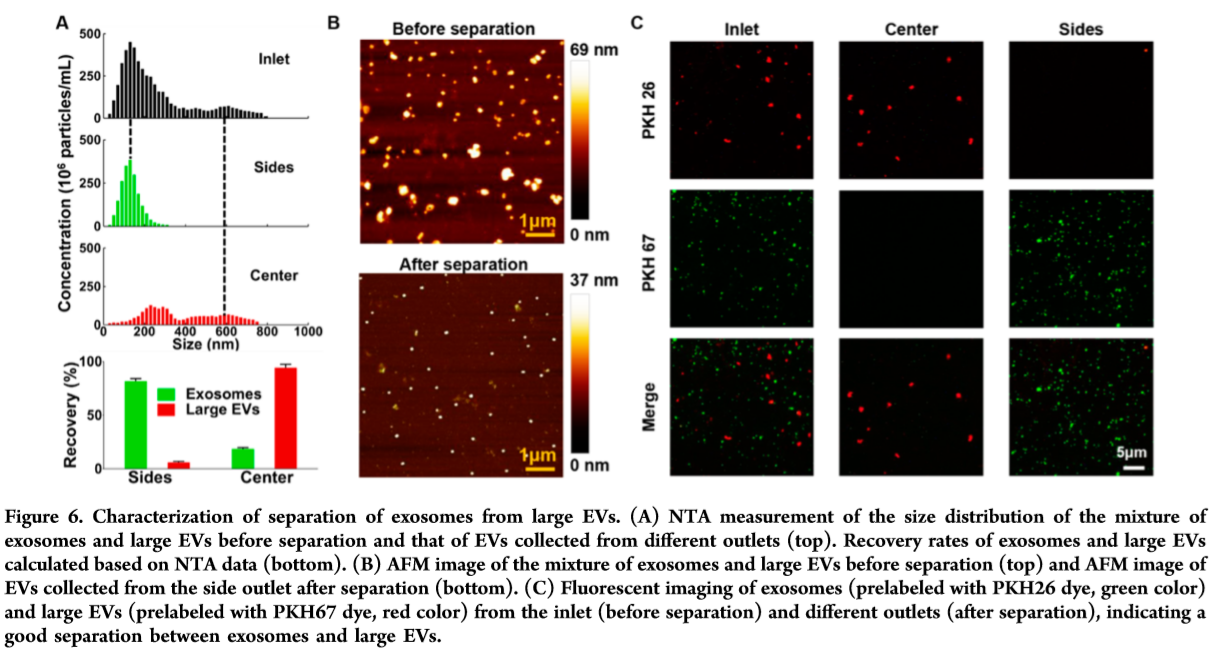 A
500
250
0
Inlet
500
250
0
Sides
500
250
0
Center
0 200 400 600 800 1000
Size (nm)
Concentration (10⁶ particles/mL)
100
50
0
Recovery (%)
Exosomes
Large EVs
Sides Center
B
Before separation
69 nm
0 nm
1μm
After separation
37 nm
0 nm
1μm
C
Inlet Center Sides
PKH 26
PKH 67
Merge
5μm
Figure 6. Characterization of separation of exosomes from large EVs. (A) NTA measurement of the size distribution of the mixture of
exosomes and large EVs before separation and that of EVs collected from different outlets (top). Recovery rates of exosomes and large EVs
calculated based on NTA data (bottom). (B) AFM image of the mixture of exosomes and large EVs before separation (top) and AFM image of
EVs collected from the side outlet after separation (bottom). (C) Fluorescent imaging of exosomes (prelabeled with PKH26 dye, green color)
and large EVs (prelabeled with PKH67 dye, red color) from the inlet (before separation) and different outlets (after separation), indicating a
good separation between exosomes and large EVs.